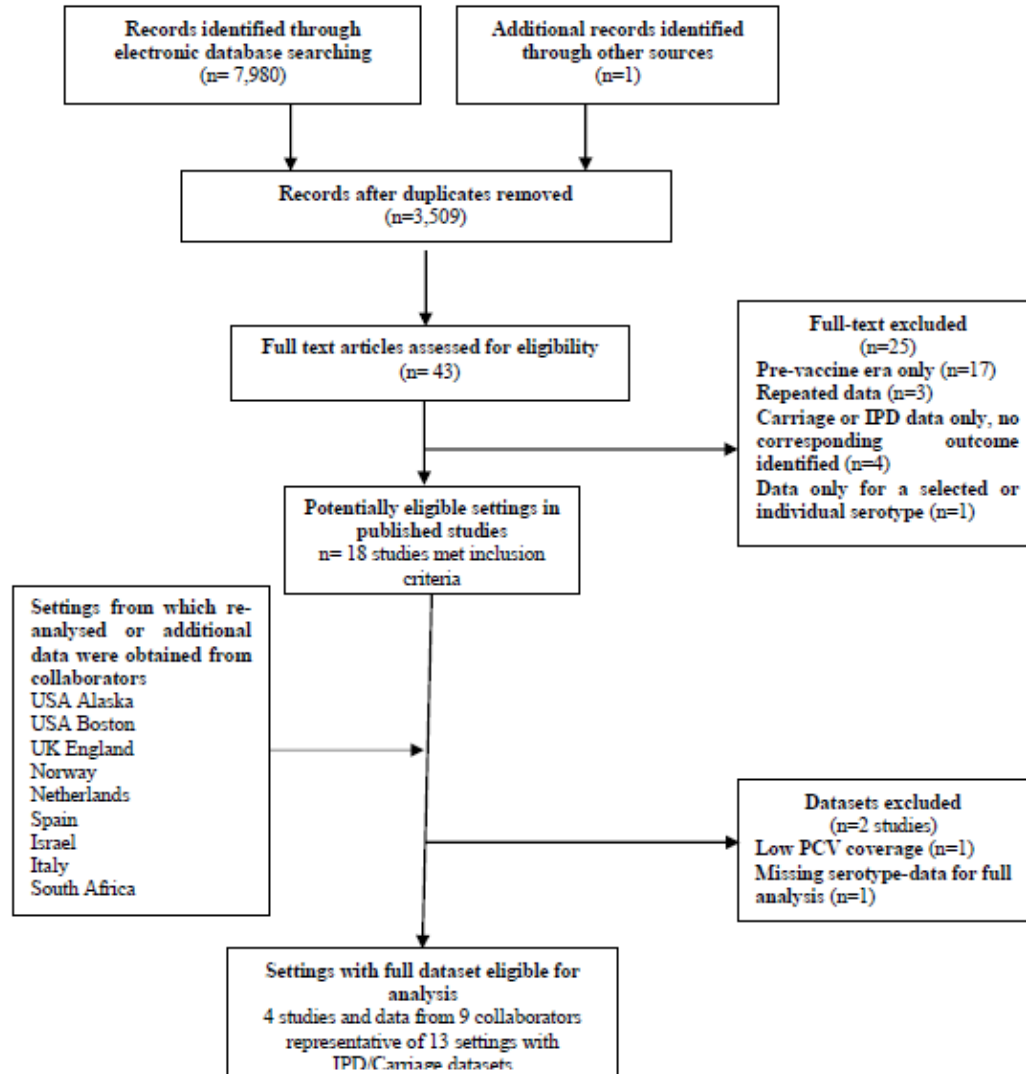 Records identified through
electronic database searching
(n= 7,980)
Additional records identified
through other sources
(n=1)
Records after duplicates removed
(n=3,509)
Full text articles assessed for eligibility
(n= 43)
Full-text excluded
(n=25)
Pre-vaccine era only (n=17)
Repeated data (n=3)
Carriage or IPD data only, no
corresponding outcome
identified (n=4)
Data only for a selected or
individual serotype (n=1)
Potentially eligible settings in
published studies
n= 18 studies met inclusion
criteria
Settings from which re-
analysed or additional
data were obtained from
collaborators
USA Alaska
USA Boston
UK England
Norway
Netherlands
Spain
Israel
Italy
South Africa
Datasets excluded
(n=2 studies)
Low PCV coverage (n=1)
Missing serotype-data for full
analysis (n=1)
Settings with full dataset eligible for
analysis
4 studies and data from 9 collaborators
representative of 13 settings with
IPD/Carriage datasets